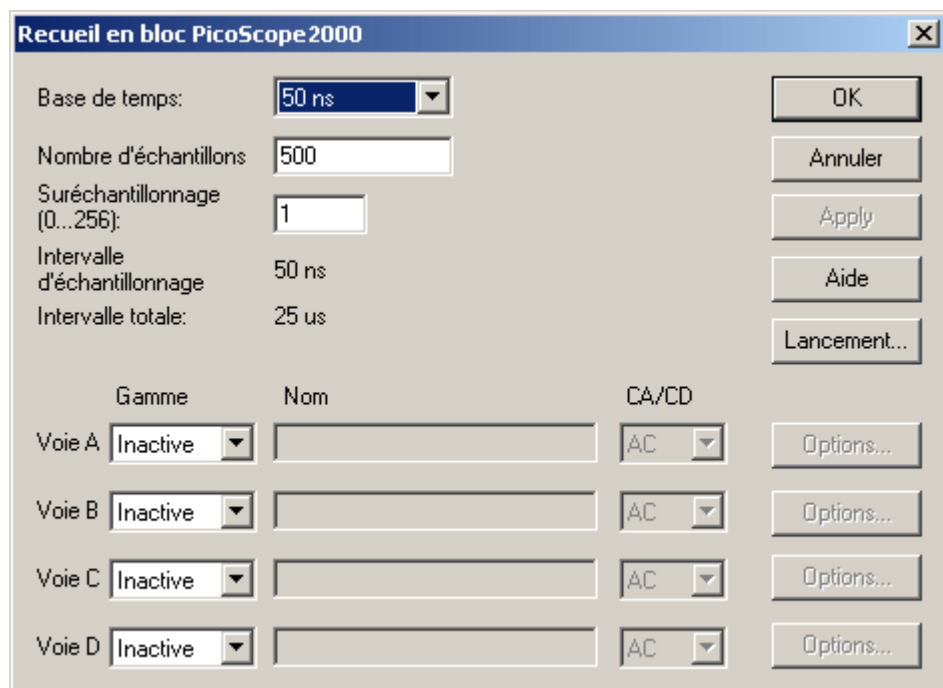 Recueil en bloc PicoScope 2000
Base de temps: 50 ns OK
Nombre d'échantillons 500 Annuler
Suréchantillonnage
(0...256): 1 Apply
Intervalle
d'échantillonnage 50 ns Aide
Intervalle totale: 25 us Lancement...
Gamme Nom CA/CD
Voie A Inactive AC Options...
Voie B Inactive AC Options...
Voie C Inactive AC Options...
Voie D Inactive AC Options...